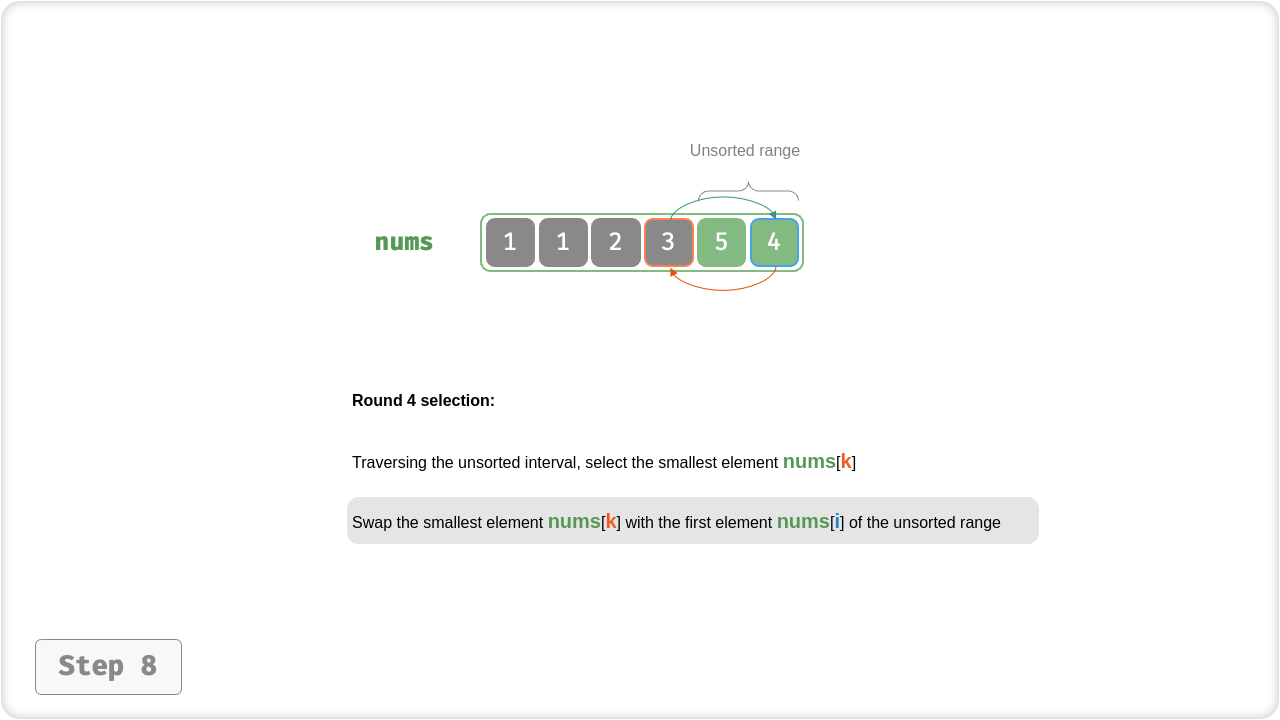 Unsorted range
nums 1 1 2 3 5 4
Round 4 selection:
Traversing the unsorted interval, select the smallest element nums[k]
Swap the smallest element nums[k] with the first element nums[i] of the unsorted range
Step 8